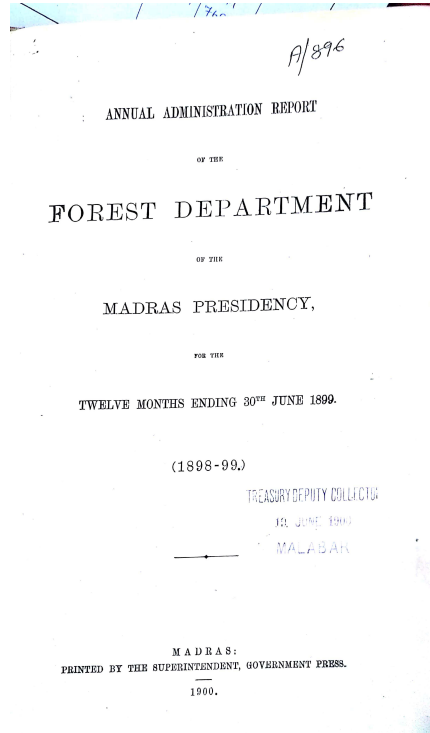 A/896
ANNUAL ADMINISTRATION REPORT
OF THE
FOREST DEPARTMENT
OF THE
MADRAS PRESIDENCY,
FOR THE
TWELVE MONTHS ENDING 30TH JUNE 1899.
(1898-99.)
TREASURY DEPUTY COLLECTOR
JUNE
MALABAR
MADRAS:
PRINTED BY THE SUPERINTENDENT, GOVERNMENT PRESS.
1900.